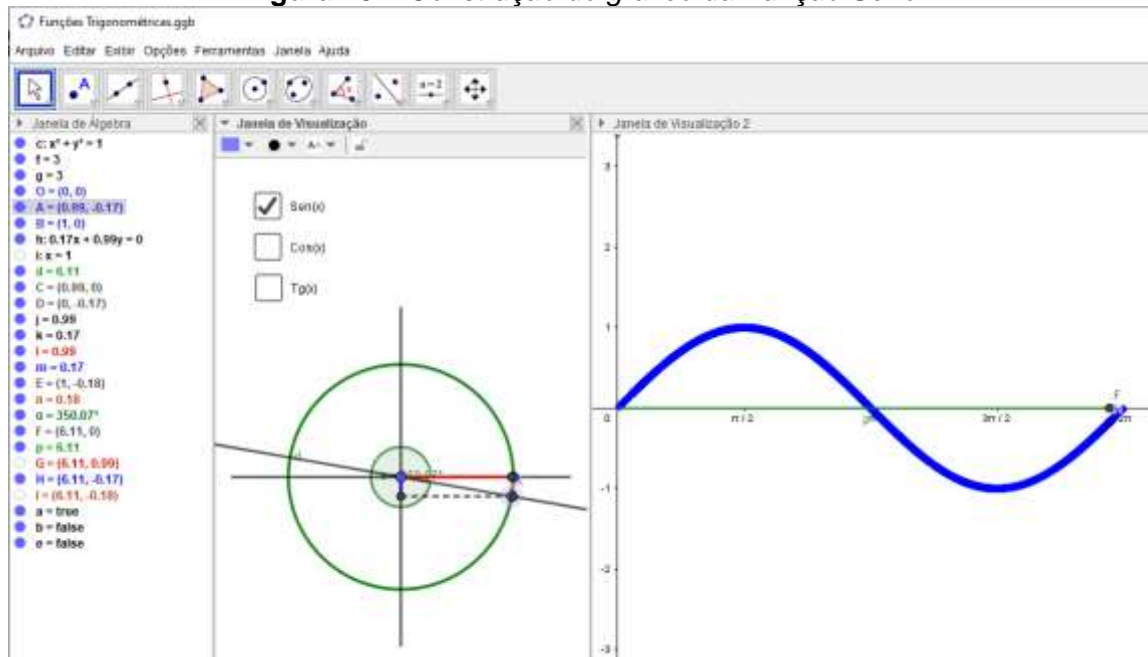 Funções Trigonométricas.ggb
Arquivo Editar Exibir Opções Ferramentas Janela Ajuda
A
a=2
Janela de Álgebra
c: x² + y² = 1
f = 3
g = 3
O = (0, 0)
A = (0.99, -0.17)
B = (1, 0)
h: 0.17x + 0.99y = 0
i: x = 1
d = 6.11
C = (0.99, 0)
D = (0, -0.17)
j = 0.99
k = 0.17
l = 0.99
m = 0.17
E = (1, -0.18)
n = 0.18
α = 350.07°
F = (6.11, 0)
p = 6.11
G = (6.11, 0.99)
H = (6.11, -0.17)
I = (6.11, -0.18)
a = true
b = false
e = false
Janela de Visualização
Sen(x)
Cos(x)
Tg(x)
Janela de Visualização 2
3
2
1
0
-1
-2
-3
π / 2
3π / 2
2π
F